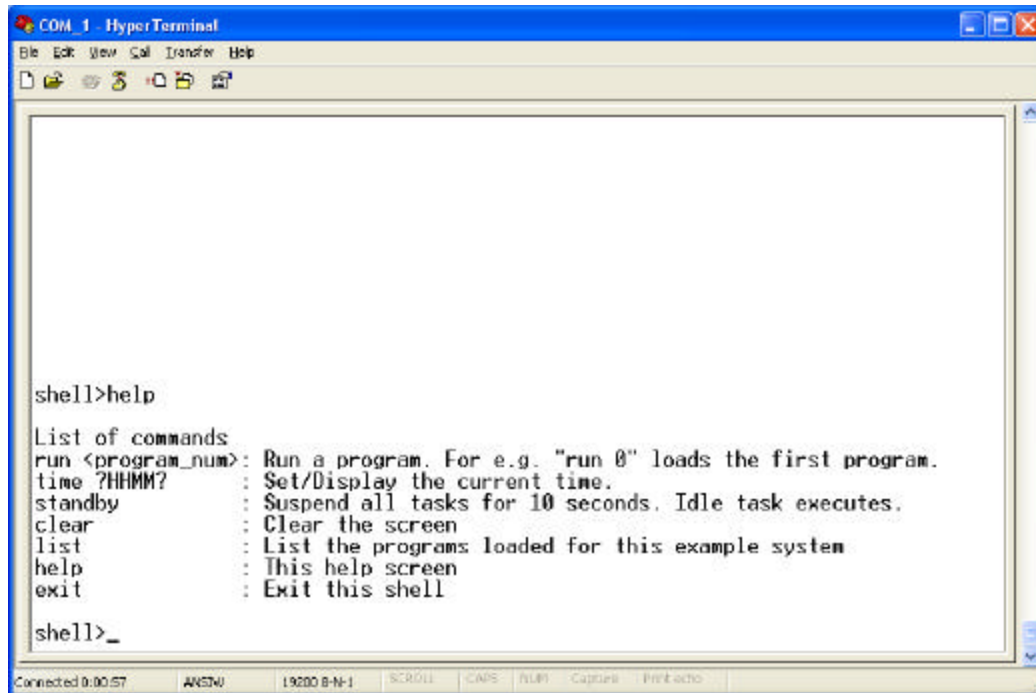 COM_1 - HyperTerminal
File Edit View Call Transfer Help
shell>help
List of commands
run <program_num>: Run a program. For e.g. "run 0" loads the first program.
time ?HHMM? : Set/Display the current time.
standby : Suspend all tasks for 10 seconds. Idle task executes.
clear : Clear the screen
list : List the programs loaded for this example system
help : This help screen
exit : Exit this shell
shell>_
Connected 0:00:57 ANSIW 19200 8-N-1 SCROLL CAPS NUM Capture Print echo